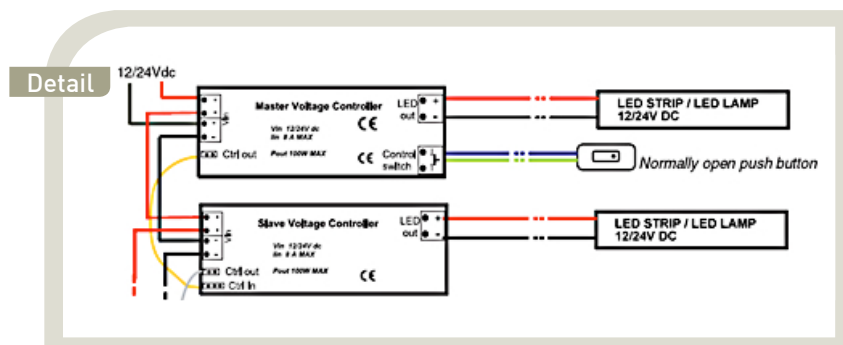 Detail
12/24Vdc
Master Voltage Controller
Vin 12/24V dc
Iin 8 A MAX
Pout 100W MAX
Vin
CE
CE
LED
out
+
-
Control
switch
Ctrl out
LED STRIP / LED LAMP
12/24V DC
Normally open push button
Slave Voltage Controller
Vin 12/24V dc
Iin 8 A MAX
Pout 100W MAX
Vin
CE
LED
out
+
-
Ctrl out
Ctrl In
LED STRIP / LED LAMP
12/24V DC